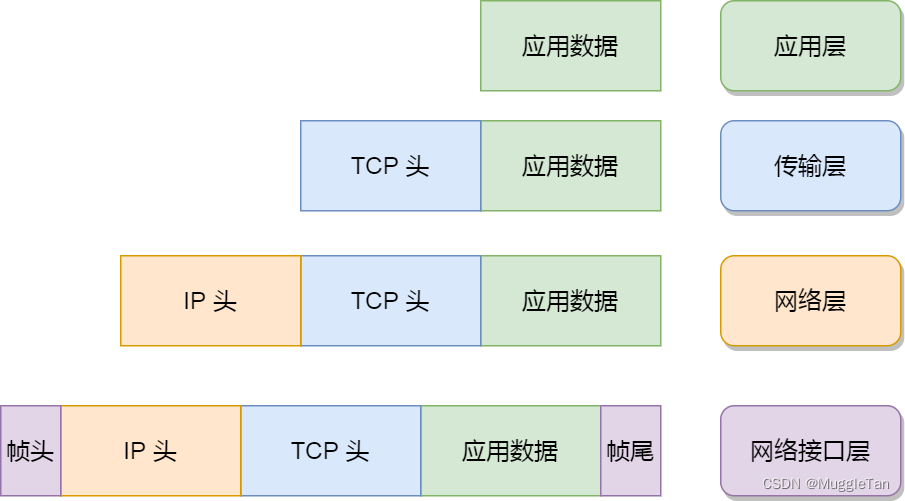 应用数据 应用层
TCP 头 应用数据 传输层
IP 头 TCP 头 应用数据 网络层
帧头 IP 头 TCP 头 应用数据 帧尾 网络接口层
CSDN @MuggleTan